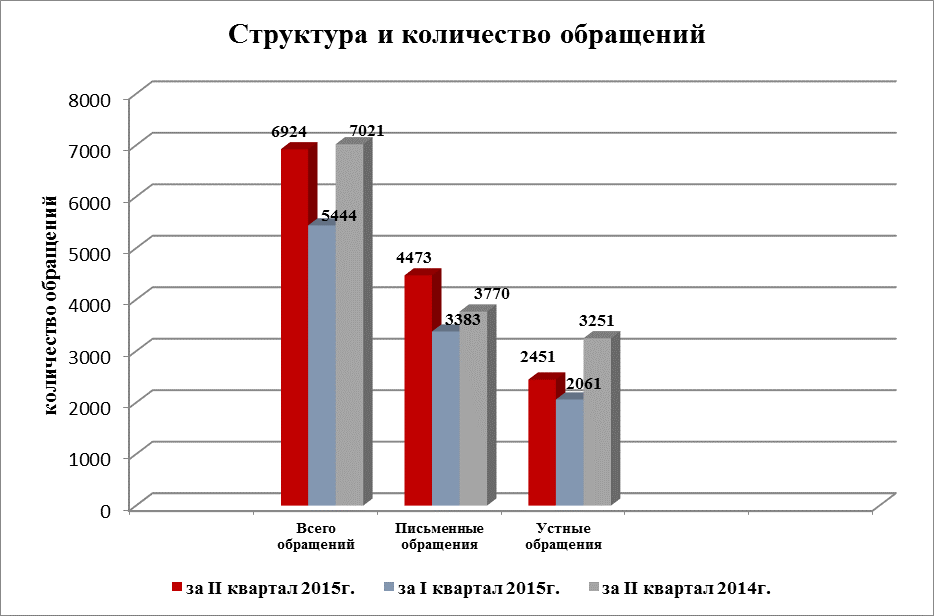 Структура и количество обращений
количество обращений
8000
7000
6000
5000
4000
3000
2000
1000
0
6924
5444
7021
4473
3383
3770
2451
2061
3251
Всего
обращений
Письменные
обращения
Устные
обращения
за II квартал 2015г.
за I квартал 2015г.
за II квартал 2014г.